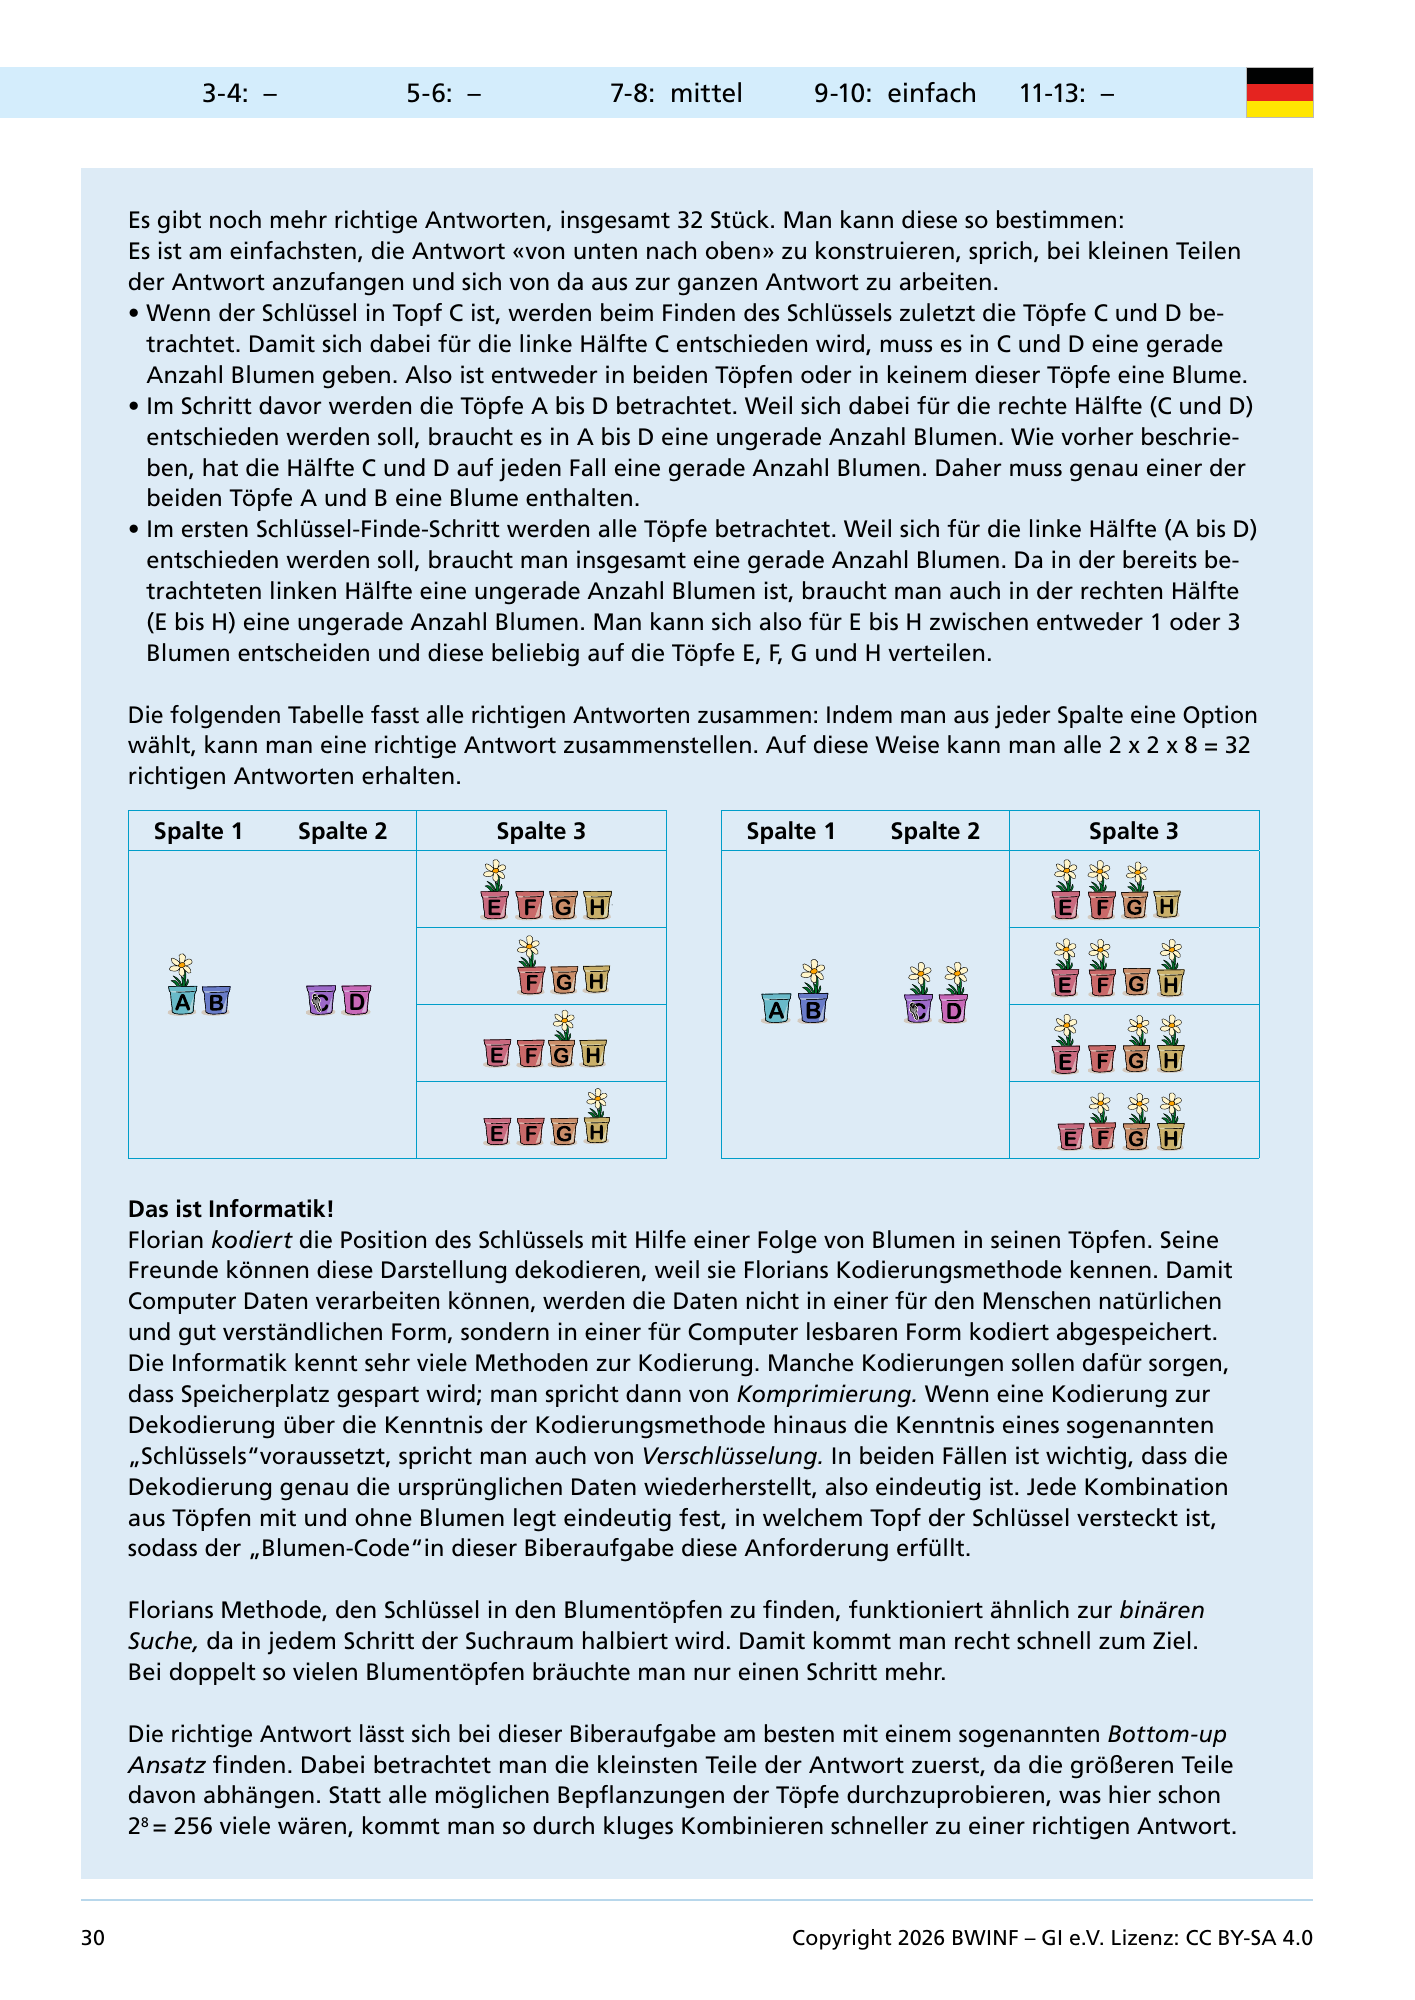 3-4: – 5-6: – 7-8: mittel 9-10: einfach 11-13: –
Es gibt noch mehr richtige Antworten, insgesamt 32 Stück. Man kann diese so bestimmen:
Es ist am einfachsten, die Antwort «von unten nach oben» zu konstruieren, sprich, bei kleinen Teilen
der Antwort anzufangen und sich von da aus zur ganzen Antwort zu arbeiten.
• Wenn der Schlüssel in Topf C ist, werden beim Finden des Schlüssels zuletzt die Töpfe C und D be-
trachtet. Damit sich dabei für die linke Hälfte C entschieden wird, muss es in C und D eine gerade
Anzahl Blumen geben. Also ist entweder in beiden Töpfen oder in keinem dieser Töpfe eine Blume.
• Im Schritt davor werden die Töpfe A bis D betrachtet. Weil sich dabei für die rechte Hälfte (C und D)
entschieden werden soll, braucht es in A bis D eine ungerade Anzahl Blumen. Wie vorher beschrie-
ben, hat die Hälfte C und D auf jeden Fall eine gerade Anzahl Blumen. Daher muss genau einer der
beiden Töpfe A und B eine Blume enthalten.
• Im ersten Schlüssel-Finde-Schritt werden alle Töpfe betrachtet. Weil sich für die linke Hälfte (A bis D)
entschieden werden soll, braucht man insgesamt eine gerade Anzahl Blumen. Da in der bereits be-
trachteten linken Hälfte eine ungerade Anzahl Blumen ist, braucht man auch in der rechten Hälfte
(E bis H) eine ungerade Anzahl Blumen. Man kann sich also für E bis H zwischen entweder 1 oder 3
Blumen entscheiden und diese beliebig auf die Töpfe E, F, G und H verteilen.
Die folgenden Tabelle fasst alle richtigen Antworten zusammen: Indem man aus jeder Spalte eine Option
wählt, kann man eine richtige Antwort zusammenstellen. Auf diese Weise kann man alle 2 x 2 x 8 = 32
richtigen Antworten erhalten.
Spalte 1 Spalte 2 Spalte 3 Spalte 1 Spalte 2 Spalte 3
E F G H E F G H
F G H E F G H
A B C D A B C D
E F G H E F G H
E F G H E F G H
Das ist Informatik!
Florian kodiert die Position des Schlüssels mit Hilfe einer Folge von Blumen in seinen Töpfen. Seine
Freunde können diese Darstellung dekodieren, weil sie Florians Kodierungsmethode kennen. Damit
Computer Daten verarbeiten können, werden die Daten nicht in einer für den Menschen natürlichen
und gut verständlichen Form, sondern in einer für Computer lesbaren Form kodiert abgespeichert.
Die Informatik kennt sehr viele Methoden zur Kodierung. Manche Kodierungen sollen dafür sorgen,
dass Speicherplatz gespart wird; man spricht dann von Komprimierung. Wenn eine Kodierung zur
Dekodierung über die Kenntnis der Kodierungsmethode hinaus die Kenntnis eines sogenannten
„Schlüssels“voraussetzt, spricht man auch von Verschlüsselung. In beiden Fällen ist wichtig, dass die
Dekodierung genau die ursprünglichen Daten wiederherstellt, also eindeutig ist. Jede Kombination
aus Töpfen mit und ohne Blumen legt eindeutig fest, in welchem Topf der Schlüssel versteckt ist,
sodass der „Blumen-Code“in dieser Biberaufgabe diese Anforderung erfüllt.
Florians Methode, den Schlüssel in den Blumentöpfen zu finden, funktioniert ähnlich zur binären
Suche, da in jedem Schritt der Suchraum halbiert wird. Damit kommt man recht schnell zum Ziel.
Bei doppelt so vielen Blumentöpfen bräuchte man nur einen Schritt mehr.
Die richtige Antwort lässt sich bei dieser Biberaufgabe am besten mit einem sogenannten Bottom-up
Ansatz finden. Dabei betrachtet man die kleinsten Teile der Antwort zuerst, da die größeren Teile
davon abhängen. Statt alle möglichen Bepflanzungen der Töpfe durchzuprobieren, was hier schon
2⁸ = 256 viele wären, kommt man so durch kluges Kombinieren schneller zu einer richtigen Antwort.
30 Copyright 2026 BWINF – GI e.V. Lizenz: CC BY-SA 4.0